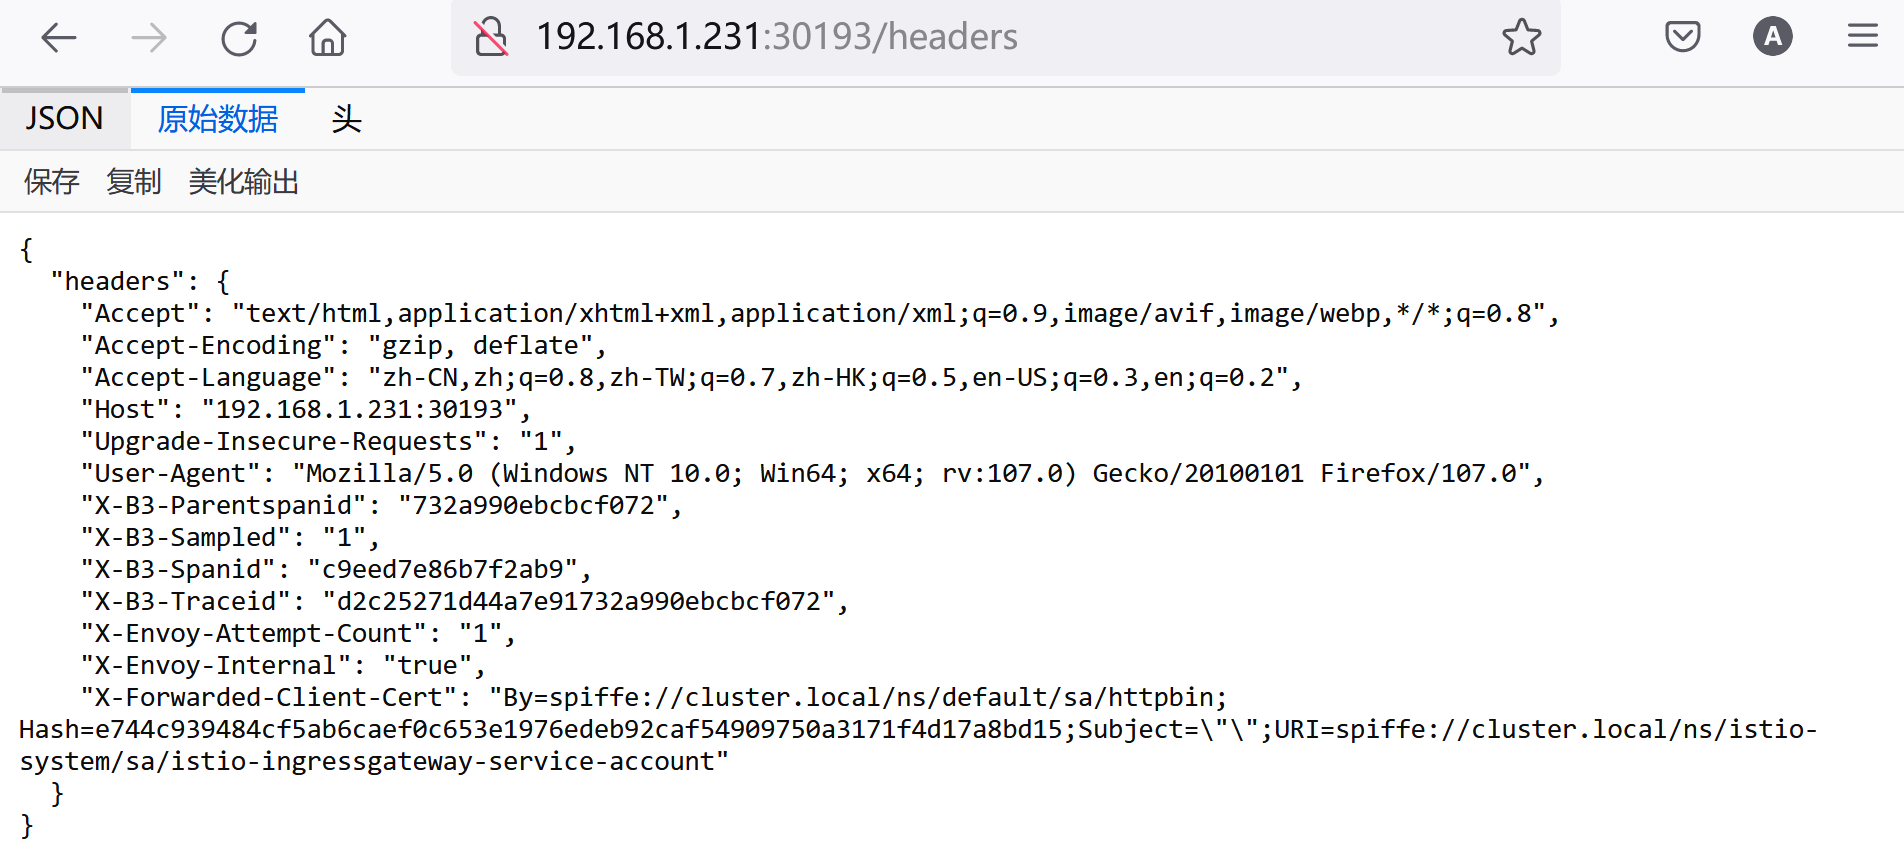 192.168.1.231:30193/headers
A
JSON 原始数据 头
保存 复制 美化输出
{
  "headers": {
    "Accept": "text/html,application/xhtml+xml,application/xml;q=0.9,image/avif,image/webp,*/*;q=0.8",
    "Accept-Encoding": "gzip, deflate",
    "Accept-Language": "zh-CN,zh;q=0.8,zh-TW;q=0.7,zh-HK;q=0.5,en-US;q=0.3,en;q=0.2",
    "Host": "192.168.1.231:30193",
    "Upgrade-Insecure-Requests": "1",
    "User-Agent": "Mozilla/5.0 (Windows NT 10.0; Win64; x64; rv:107.0) Gecko/20100101 Firefox/107.0",
    "X-B3-Parentspanid": "732a990ebcbcf072",
    "X-B3-Sampled": "1",
    "X-B3-Spanid": "c9eed7e86b7f2ab9",
    "X-B3-Traceid": "d2c25271d44a7e91732a990ebcbcf072",
    "X-Envoy-Attempt-Count": "1",
    "X-Envoy-Internal": "true",
    "X-Forwarded-Client-Cert": "By=spiffe://cluster.local/ns/default/sa/httpbin;
Hash=e744c939484cf5ab6caef0c653e1976edeb92caf54909750a3171f4d17a8bd15;Subject=\"\";URI=spiffe://cluster.local/ns/istio-
system/sa/istio-ingressgateway-service-account"
  }
}